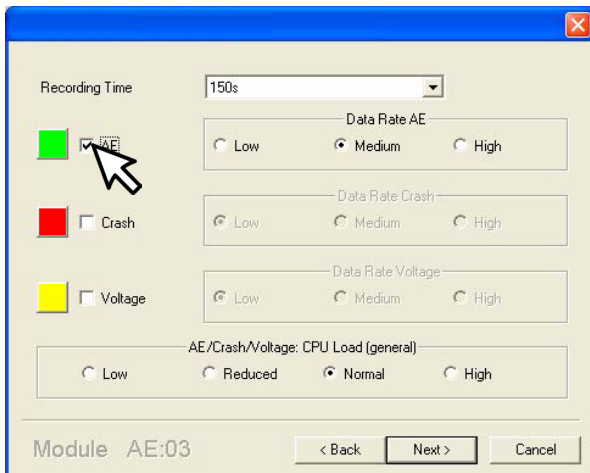 Recording Time 150s
Data Rate AE
AE Low Medium High
Data Rate Crash
Crash Low Medium High
Data Rate Voltage
Voltage Low Medium High
AE/Crash/Voltage: CPU Load (general)
Low Reduced Normal High
Module AE:03 < Back Next > Cancel